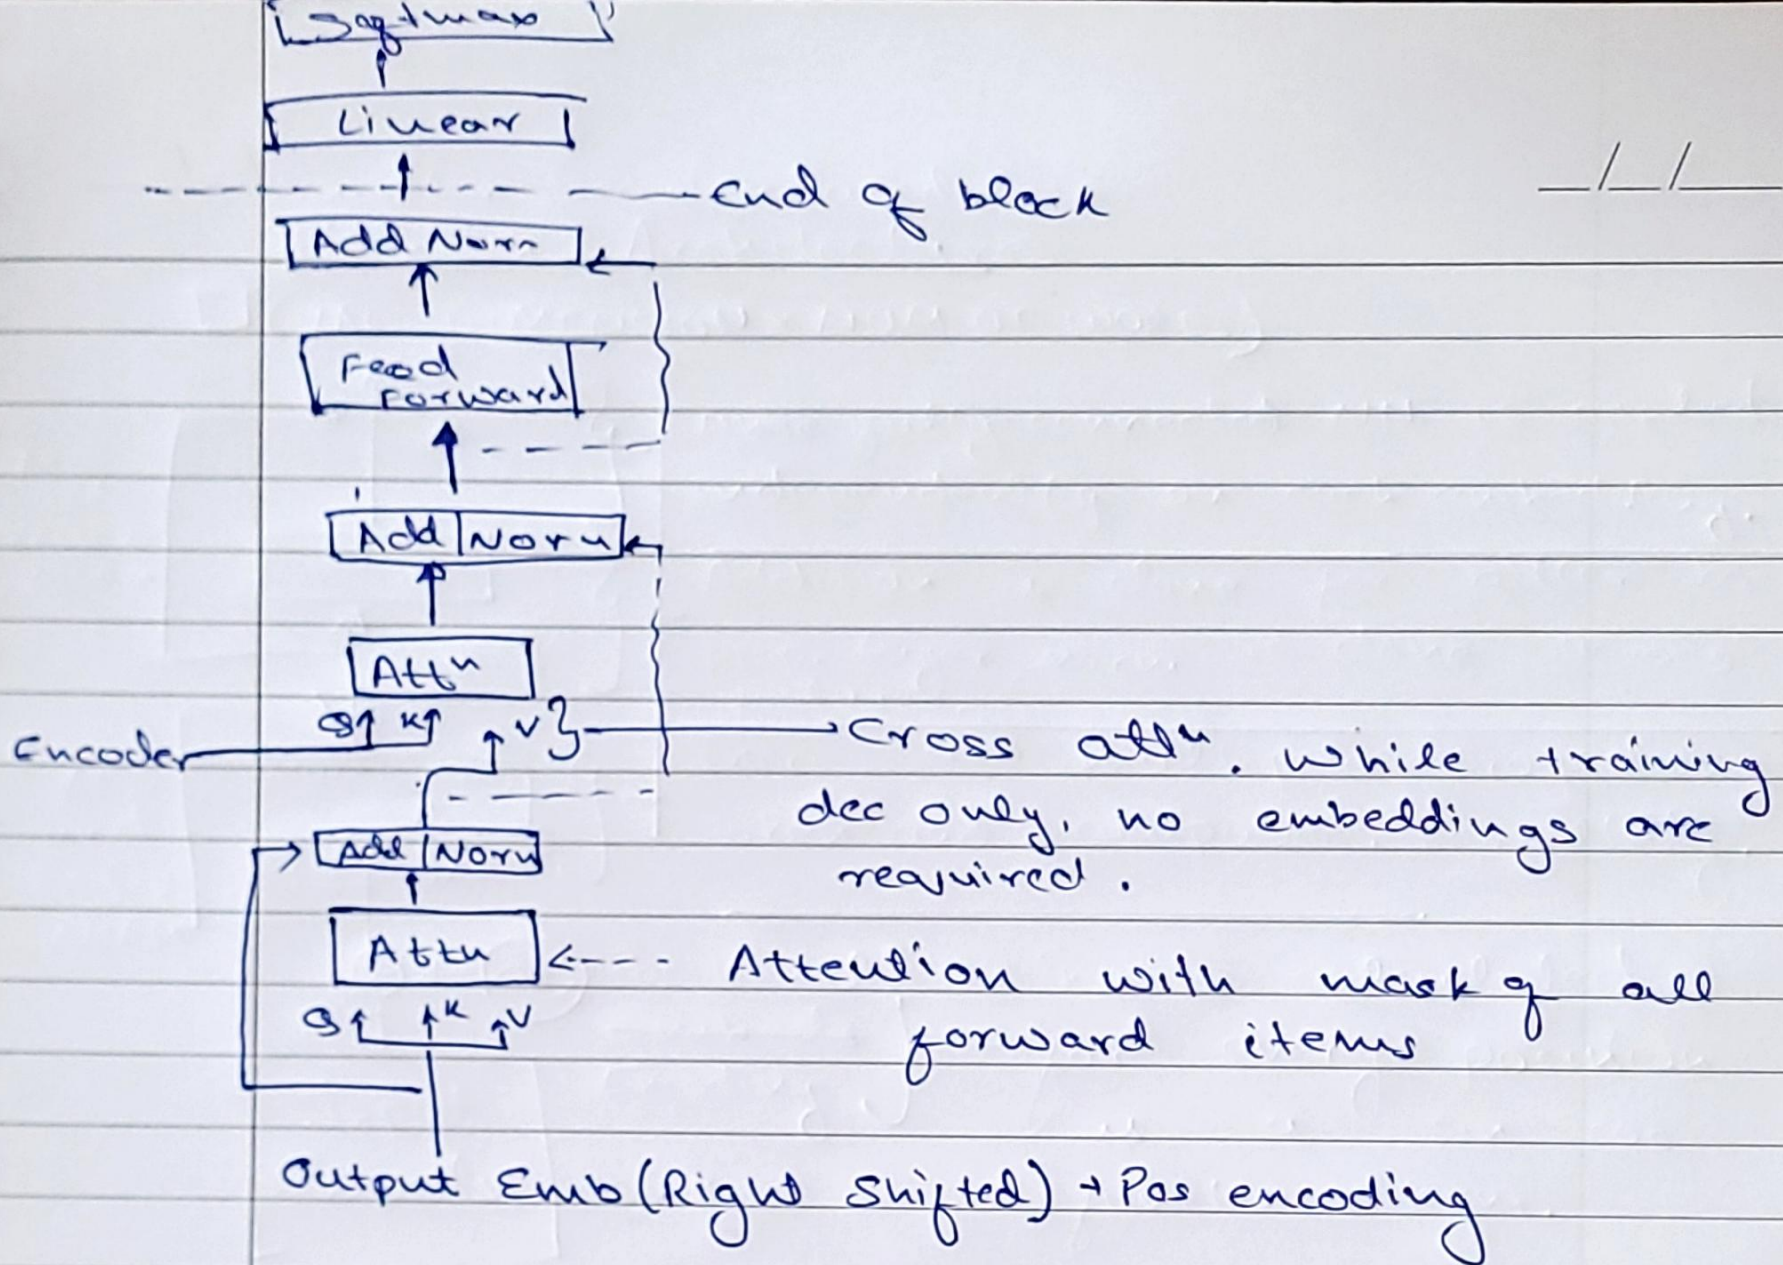 Softmax
Linear
End of block
Add Norm
Feed
Forward
Add Norm
Attn
Q K V
Encoder
Cross attn. While training
dec only, no embeddings are
required.
Add Norm
Attn
Attention with mask of all
forward items
Q K V
Output Emb (Right Shifted) + Pos encoding